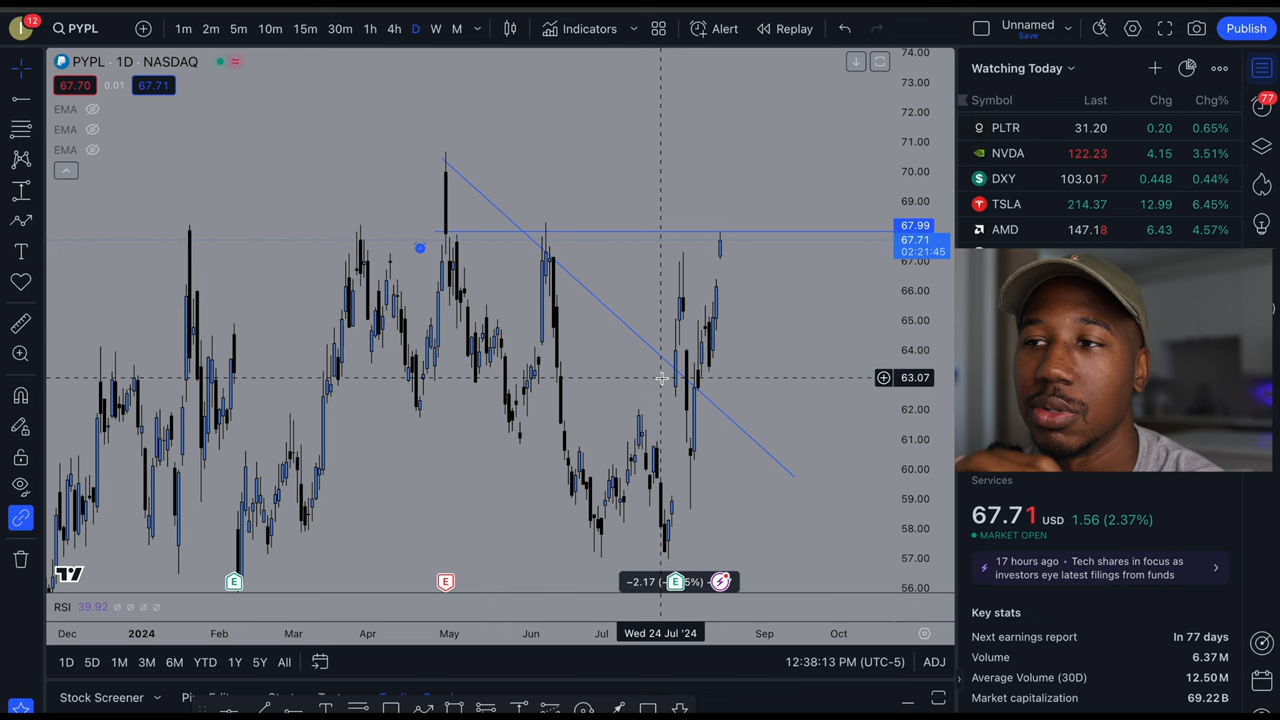 I
12
PYPL
1m 2m 5m 10m 15m 30m 1h 4h D W M
Indicators
Alert
Replay
Unnamed
Save
Publish
PYPL · 1D · NASDAQ
67.70 0.01 67.71
EMA
EMA
EMA
74.00
73.00
72.00
71.00
70.00
69.00
67.99
67.71
02:21:45
67.00
66.00
65.00
64.00
63.07
62.00
61.00
60.00
59.00
58.00
57.00
56.00
E
E
E
RSI 39.92
Dec 2024 Feb Mar Apr May Jun Jul Wed 24 Jul '24 Sep Oct
1D 5D 1M 3M 6M YTD 1Y 5Y All
12:38:13 PM (UTC-5) ADJ
Stock Screener
Watching Today
77
Symbol Last Chg Chg%
PLTR 31.20 0.20 0.65%
NVDA 122.23 4.15 3.51%
DXY 103.017 0.448 0.44%
TSLA 214.37 12.99 6.45%
AMD 147.18 6.43 4.57%
Services
67.71 USD 1.56 (2.37%)
MARKET OPEN
17 hours ago • Tech shares in focus as
investors eye latest filings from funds
Key stats
Next earnings report In 77 days
Volume 6.37M
Average Volume (30D) 12.50M
Market capitalization 69.22B